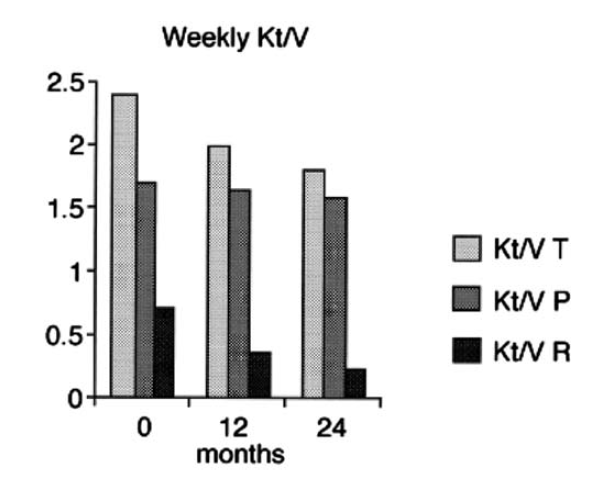 Weekly Kt/V
2.5
2
1.5
1
0.5
0
0 12 24
months
Kt/V T
Kt/V P
Kt/V R